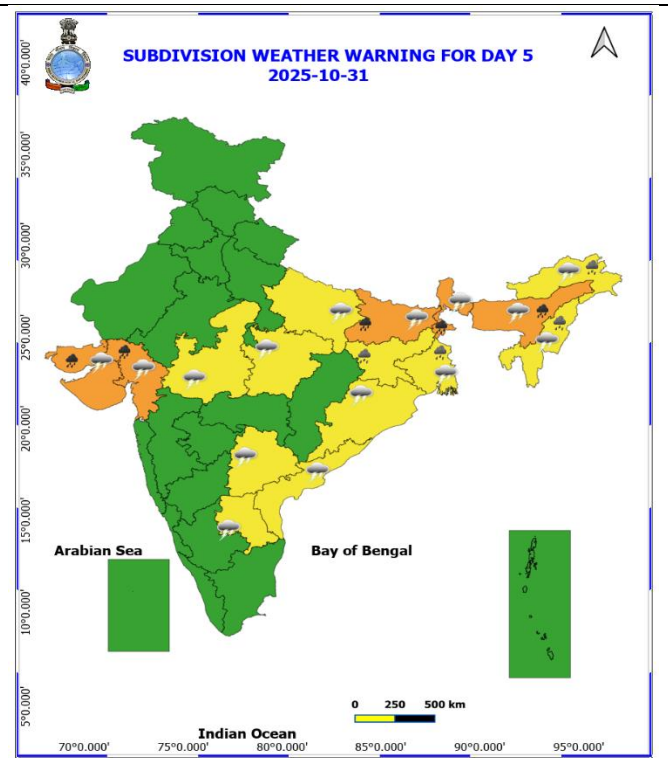 SUBDIVISION WEATHER WARNING FOR DAY 5
2025-10-31
40°0.000'
35°0.000'
30°0.000'
25°0.000'
20°0.000'
15°0.000'
10°0.000'
5°0.000'
Arabian Sea
Bay of Bengal
0 250 500 km
Indian Ocean
70°0.000' 75°0.000' 80°0.000' 85°0.000' 90°0.000' 95°0.000'